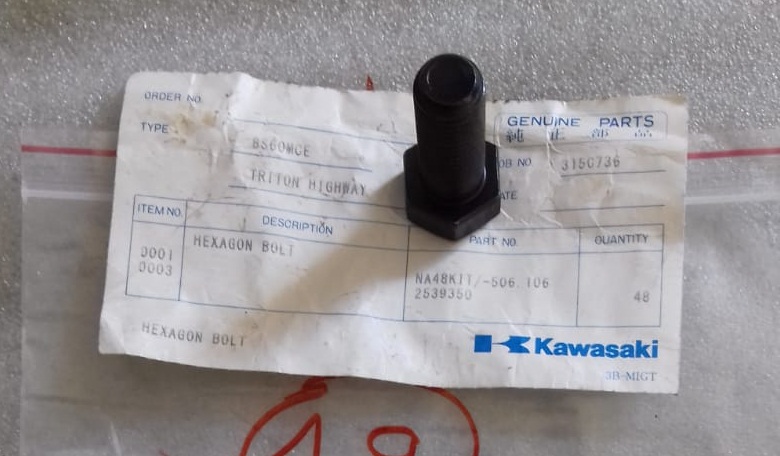 ORDER NO.
GENUINE PARTS
純正部品
TYPE
OB NO 3150736
TRITON HIGHWAY
ATE
ITEM NO. DESCRIPTION PART NO. QUANTITY
0001 HEXAGON BOLT NA48KIT/-506 106
0003 2539350 48
HEXAGON BOLT
Kawasaki
3B-MIGT